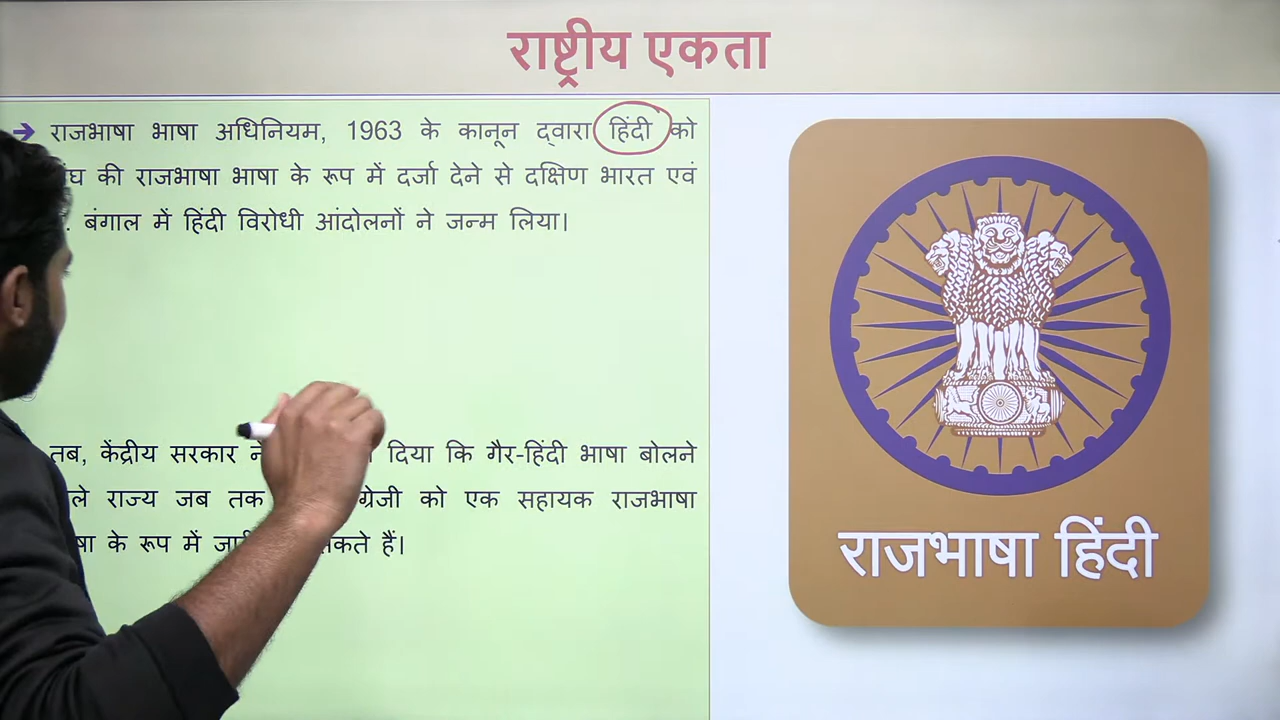 राष्ट्रीय एकता
राजभाषा भाषा अधिनियम, 1963 के कानून द्वारा हिंदी को
की राजभाषा भाषा के रूप में दर्जा देने से दक्षिण भारत एवं
बंगाल में हिंदी विरोधी आंदोलनों ने जन्म लिया।
तब, केंद्रीय सरकार दिया कि गैर-हिंदी भाषा बोलने
राज्य जब तक को एक सहायक राजभाषा
के रूप में हैं।
राजभाषा हिंदी